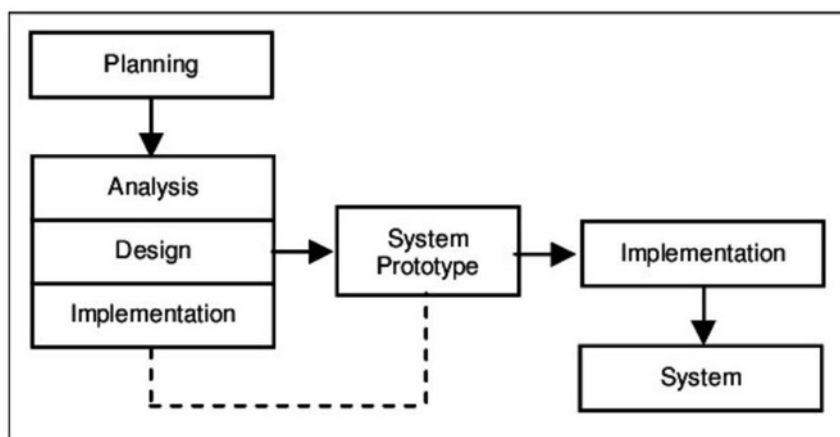 Planning
Analysis
Design
Implementation
System
Prototype
Implementation
System